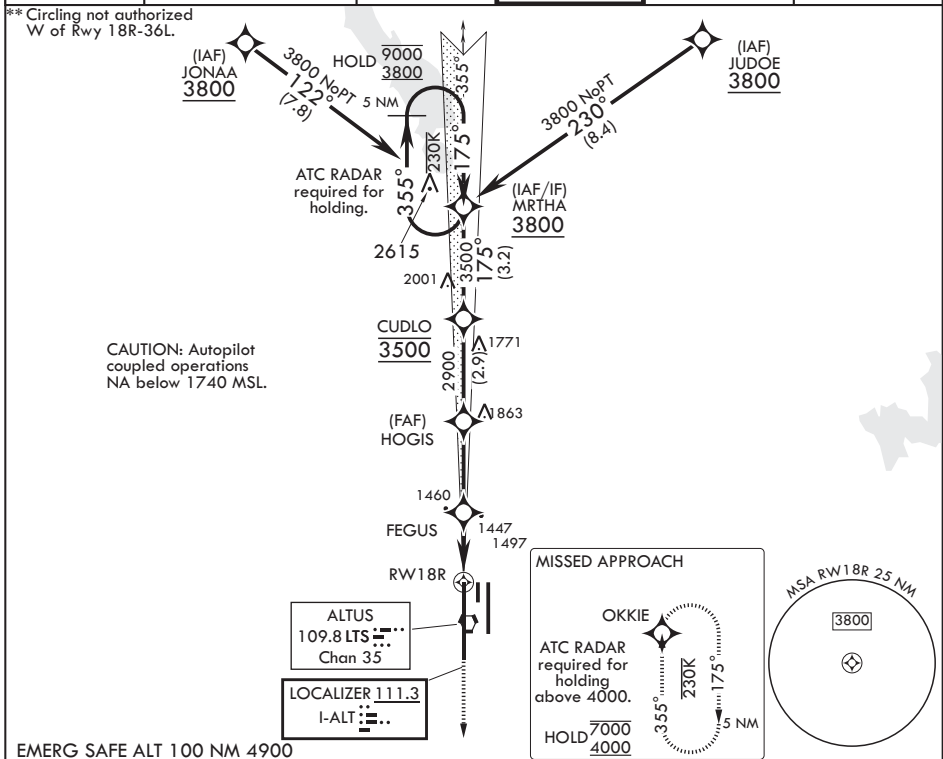 ** Circling not authorized
W of Rwy 18R-36L.
(IAF)
JONAA
3800
3800 NoPT
122°
(7.8)
5 NM
HOLD 9000
3800
355°
175°
230K
355°
ATC RADAR
required for
holding.
2615
(IAF)
JUDOE
3800
3800 NoPT
230°
(8.4)
(IAF/IF)
MRTHA
3800
3500
175°
(3.2)
2001
CUDLO
3500
1771
2900
(2.9)
CAUTION: Autopilot
coupled operations
NA below 1740 MSL.
(FAF)
HOGIS
1863
1460
FEGUS
1447
1497
RW18R
ALTUS
109.8 LTS
Chan 35
LOCALIZER 111.3
I-ALT
MISSED APPROACH
OKKIE
ATC RADAR
required for
holding
above 4000.
HOLD 7000
4000
355°
230K
175°
5 NM
MSA RW18R 25 NM
3800
EMERG SAFE ALT 100 NM 4900